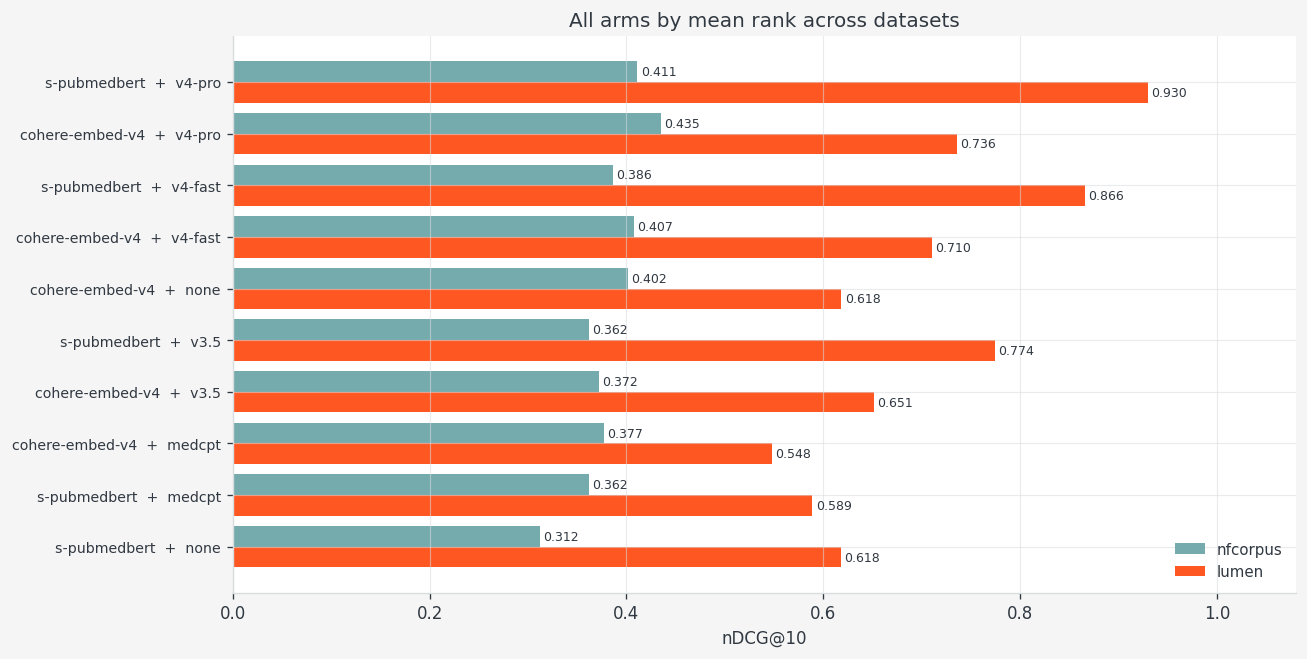 All arms by mean rank across datasets
s-pubmedbert + v4-pro
0.411
0.930
cohere-embed-v4 + v4-pro
0.435
0.736
s-pubmedbert + v4-fast
0.386
0.866
cohere-embed-v4 + v4-fast
0.407
0.710
cohere-embed-v4 + none
0.402
0.618
s-pubmedbert + v3.5
0.362
0.774
cohere-embed-v4 + v3.5
0.372
0.651
cohere-embed-v4 + medcpt
0.377
0.548
s-pubmedbert + medcpt
0.362
0.589
s-pubmedbert + none
0.312
0.618
nfcorpus
lumen
0.0 0.2 0.4 0.6 0.8 1.0
nDCG@10